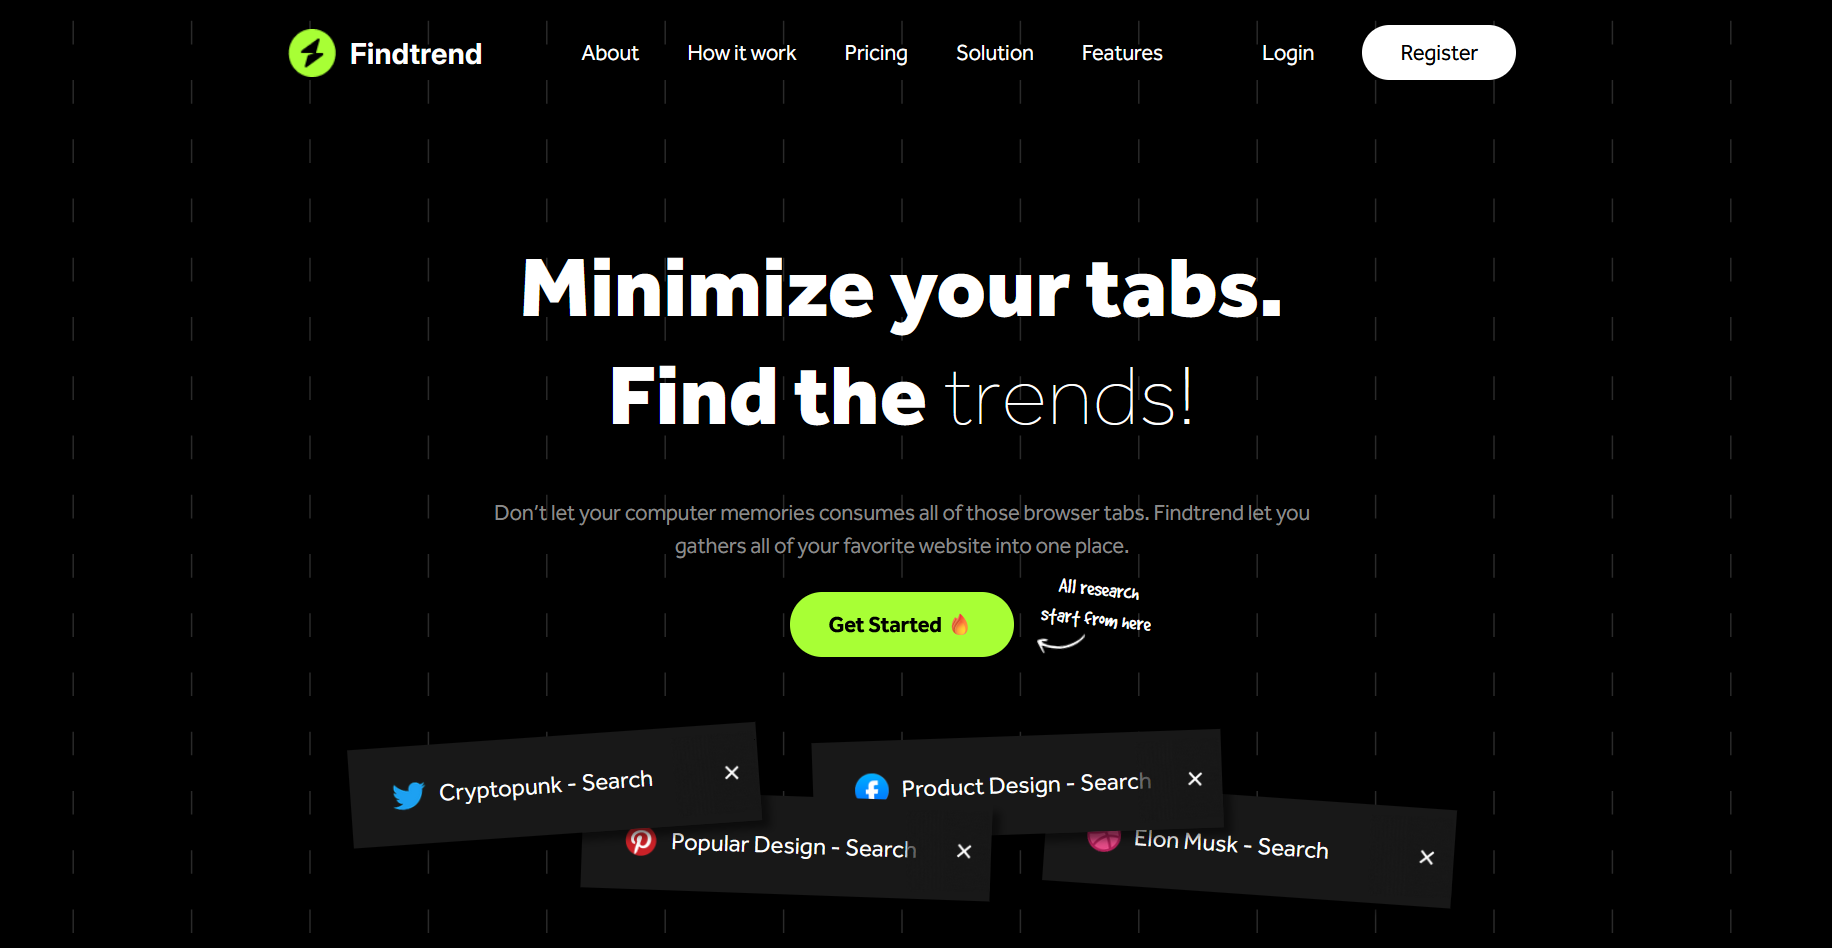 Findtrend
About
How it work
Pricing
Solution
Features
Login
Register
Minimize your tabs.
Find the trends!
Don't let your computer memories consumes all of those browser tabs. Findtrend let you
gathers all of your favorite website into one place.
Get Started 🔥
All research
start from here
Cryptopunk - Search
Product Design - Search
Popular Design - Search
Elon Musk - Search